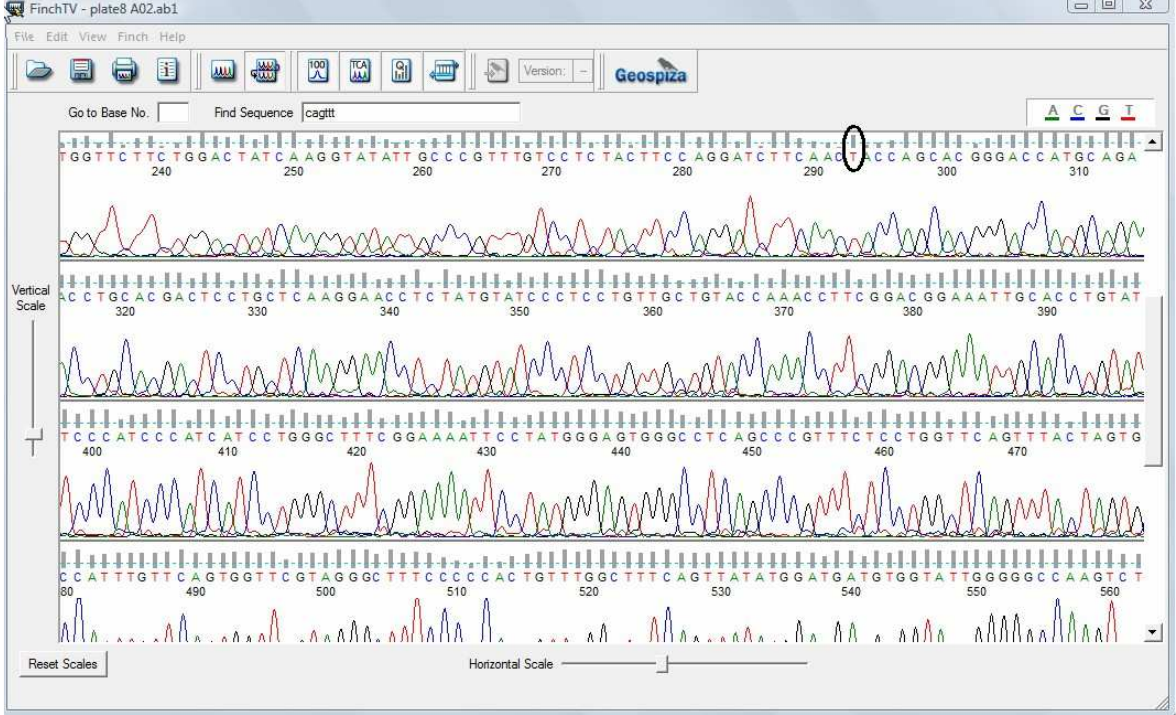 FinchTV - plate8 A02.ab1
File Edit View Finch Help
100 TCA Q Version: -- Geospiza
Go to Base No. Find Sequence cagttt A C G T
TGGTTCTTCTGGACTATCAAGGTATATTGCCCGTTTGTCCTCTACTTCCAGGATCTTCAACTACCAGCACGGGACCATGCAGA
240 250 260 270 280 290 300 310
Vertical Scale
ACCTGCACGACTCCTGCTCAAGGAACCTCTATGTATCCCTCCTGTTGCTGTACCAAACCTTCGGACGGAAATTGCACCTGTAT
320 330 340 350 360 370 380 390
TCCCATCCCATCATCCTGGGCTTTCGGAAAATTCCTATGGGAGTGGGCCTCAGCCCGTTTCTCCTGGTTCAGTTTACTAGTG
400 410 420 430 440 450 460 470
CCATTTGTTCAGTGGTTCGTAGGGCTTTCCCCCACTGTTTGGCTTTCAGTTATATGGATGATGTGGTATTGGGGGCCAAGTCT
80 490 500 510 520 530 540 550 560
Reset Scales Horizontal Scale